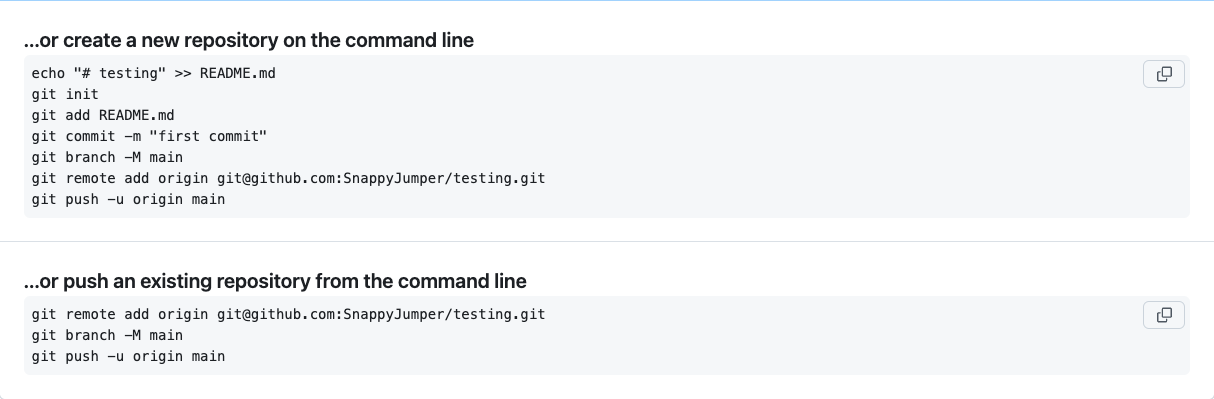 ...or create a new repository on the command line
echo "# testing" >> README.md
git init
git add README.md
git commit -m "first commit"
git branch -M main
git remote add origin git@github.com:SnappyJumper/testing.git
git push -u origin main
...or push an existing repository from the command line
git remote add origin git@github.com:SnappyJumper/testing.git
git branch -M main
git push -u origin main